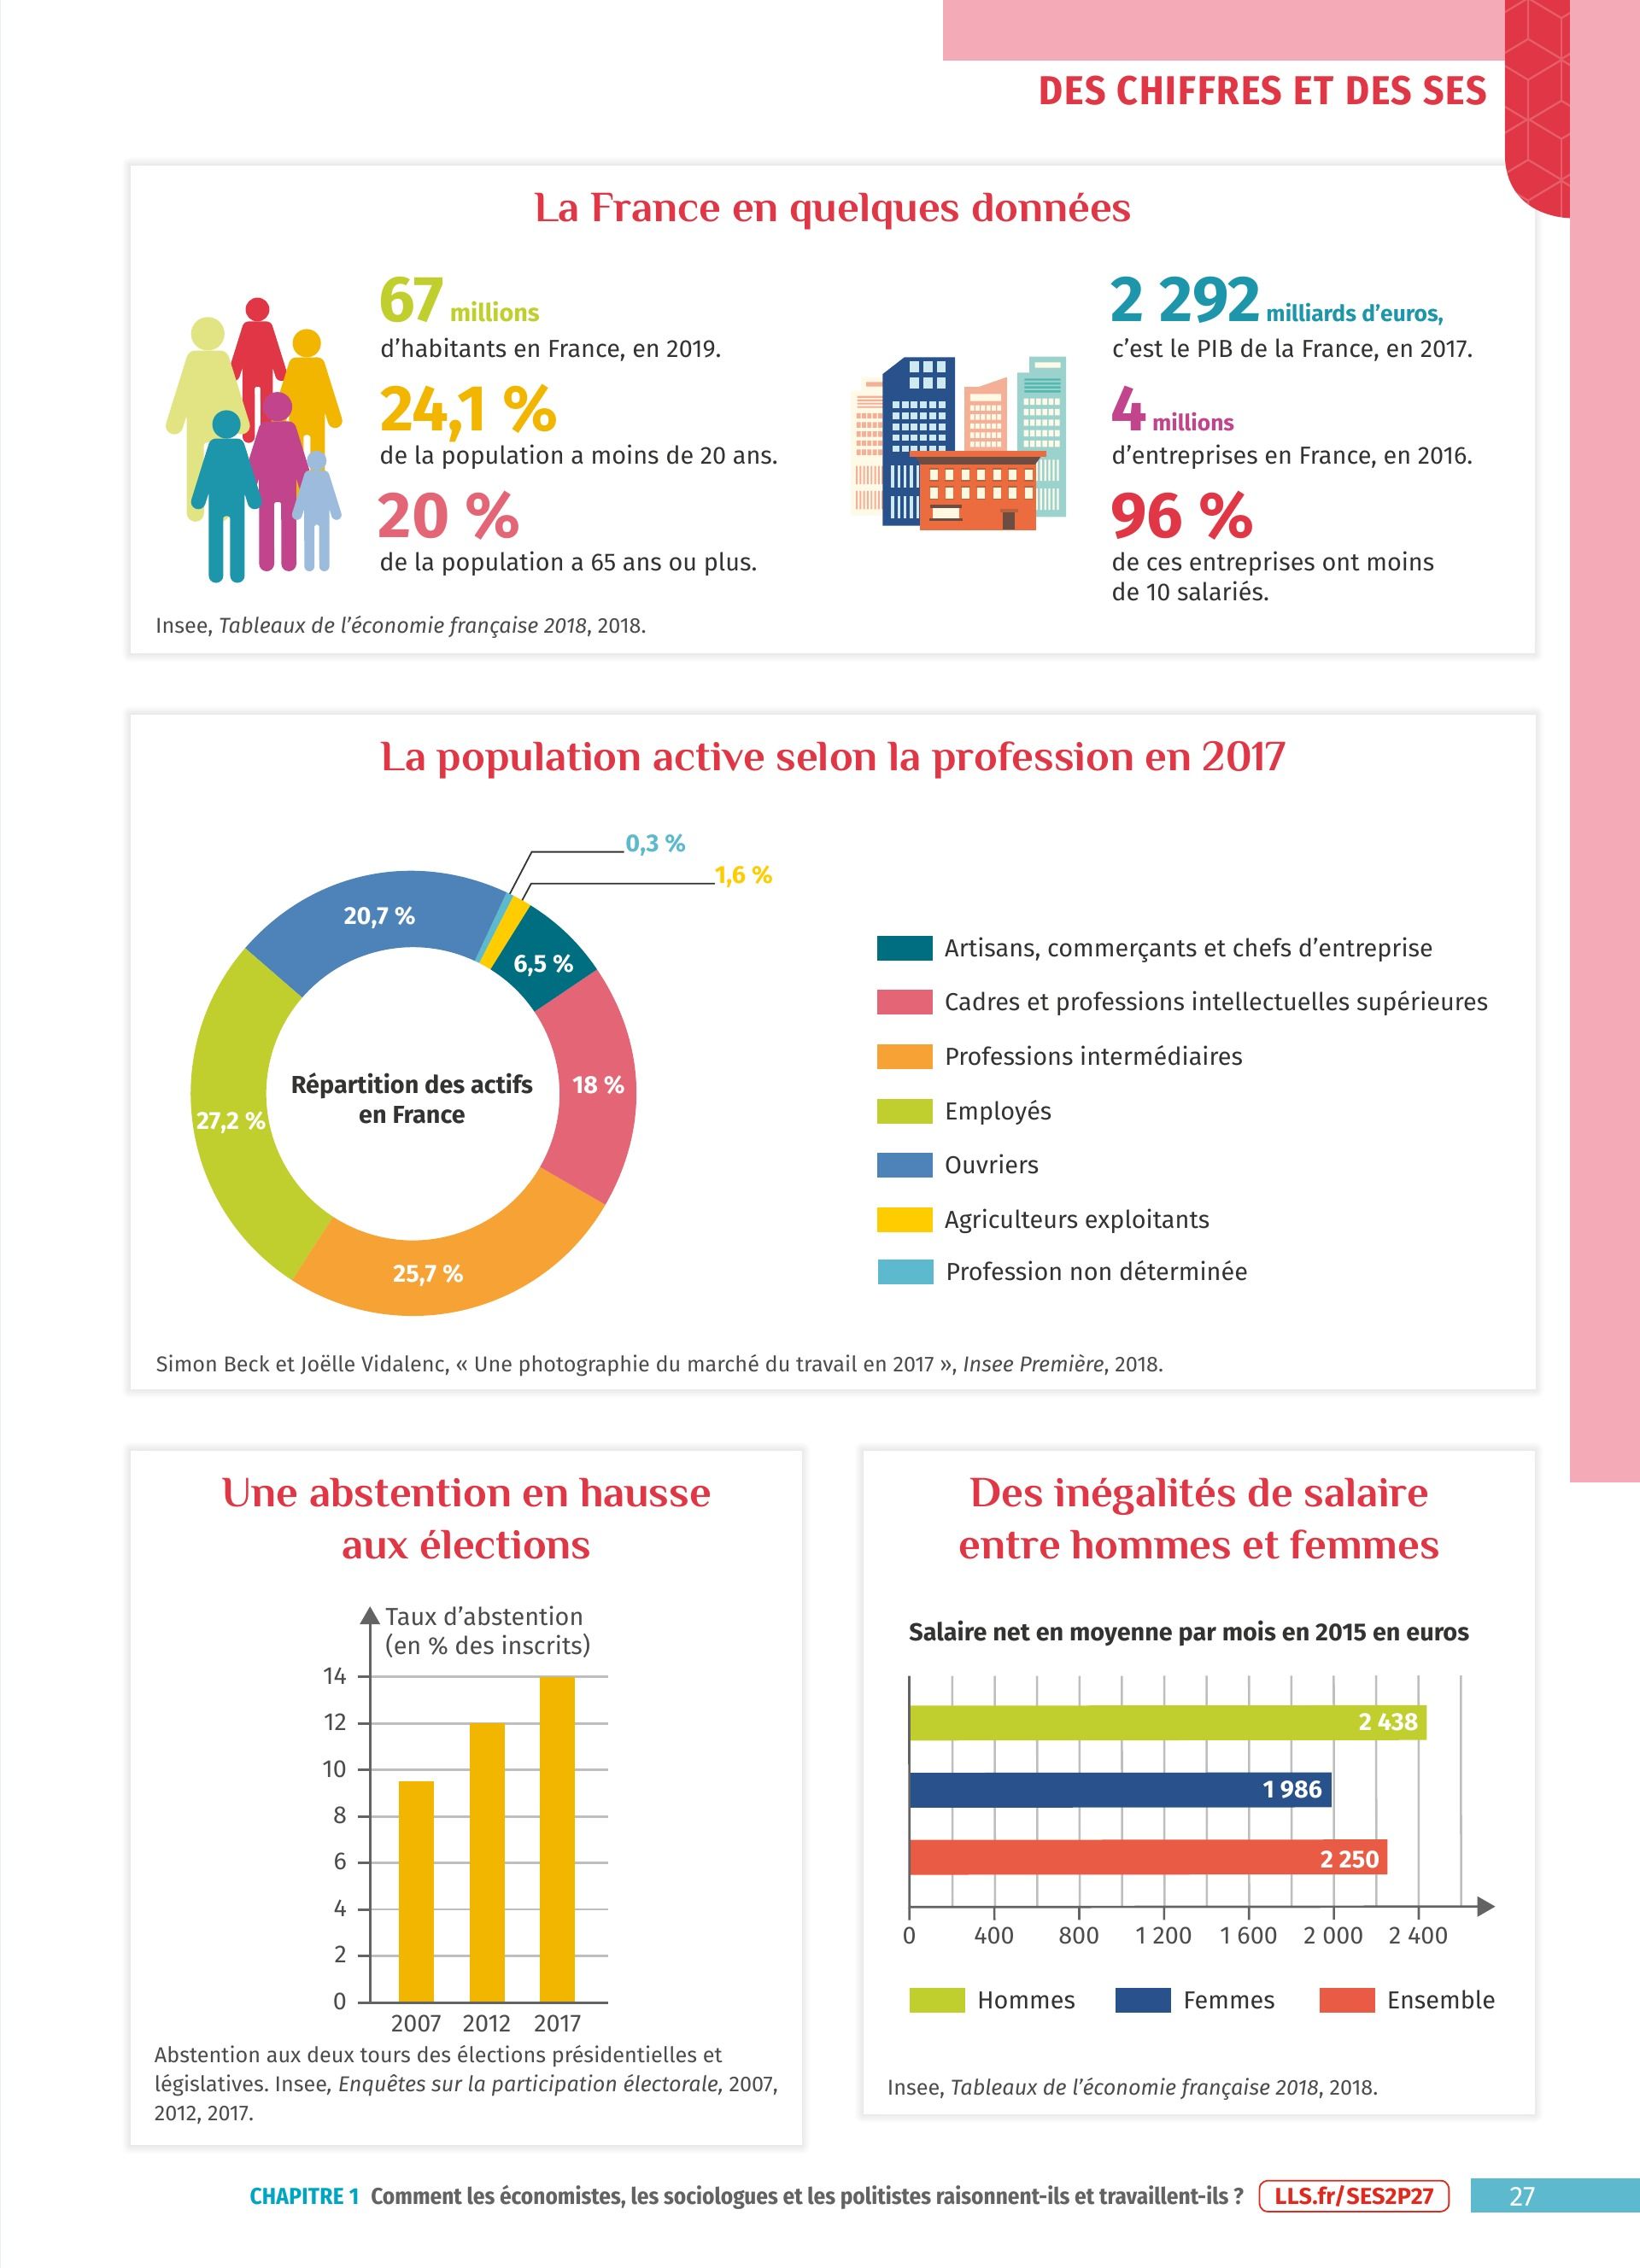 DES CHIFFRES ET DES SES
La France en quelques données
67 millions
d'habitants en France, en 2019.
24,1 %
de la population a moins de 20 ans.
20 %
de la population a 65 ans ou plus.
2 292 milliards d'euros,
c'est le PIB de la France, en 2017.
4 millions
d'entreprises en France, en 2016.
96 %
de ces entreprises ont moins
de 10 salariés.
Insee, Tableaux de l'économie française 2018, 2018.
La population active selon la profession en 2017
0,3 %
1,6 %
20,7 %
6,5 %
Répartition des actifs
en France
18 %
27,2 %
25,7 %
Artisans, commerçants et chefs d'entreprise
Cadres et professions intellectuelles supérieures
Professions intermédiaires
Employés
Ouvriers
Agriculteurs exploitants
Profession non déterminée
Simon Beck et Joëlle Vidalenc, « Une photographie du marché du travail en 2017 », Insee Première, 2018.
Une abstention en hausse
aux élections
Taux d'abstention
(en % des inscrits)
14
12
10
8
6
4
2
0
2007 2012 2017
Abstention aux deux tours des élections présidentielles et
législatives. Insee, Enquêtes sur la participation électorale, 2007,
2012, 2017.
Des inégalités de salaire
entre hommes et femmes
Salaire net en moyenne par mois en 2015 en euros
2 438
1 986
2 250
0 400 800 1 200 1 600 2 000 2 400
Hommes Femmes Ensemble
Insee, Tableaux de l'économie française 2018, 2018.
CHAPITRE 1 Comment les économistes, les sociologues et les politistes raisonnent-ils et travaillent-ils ? LLS.fr/SES2P27 27